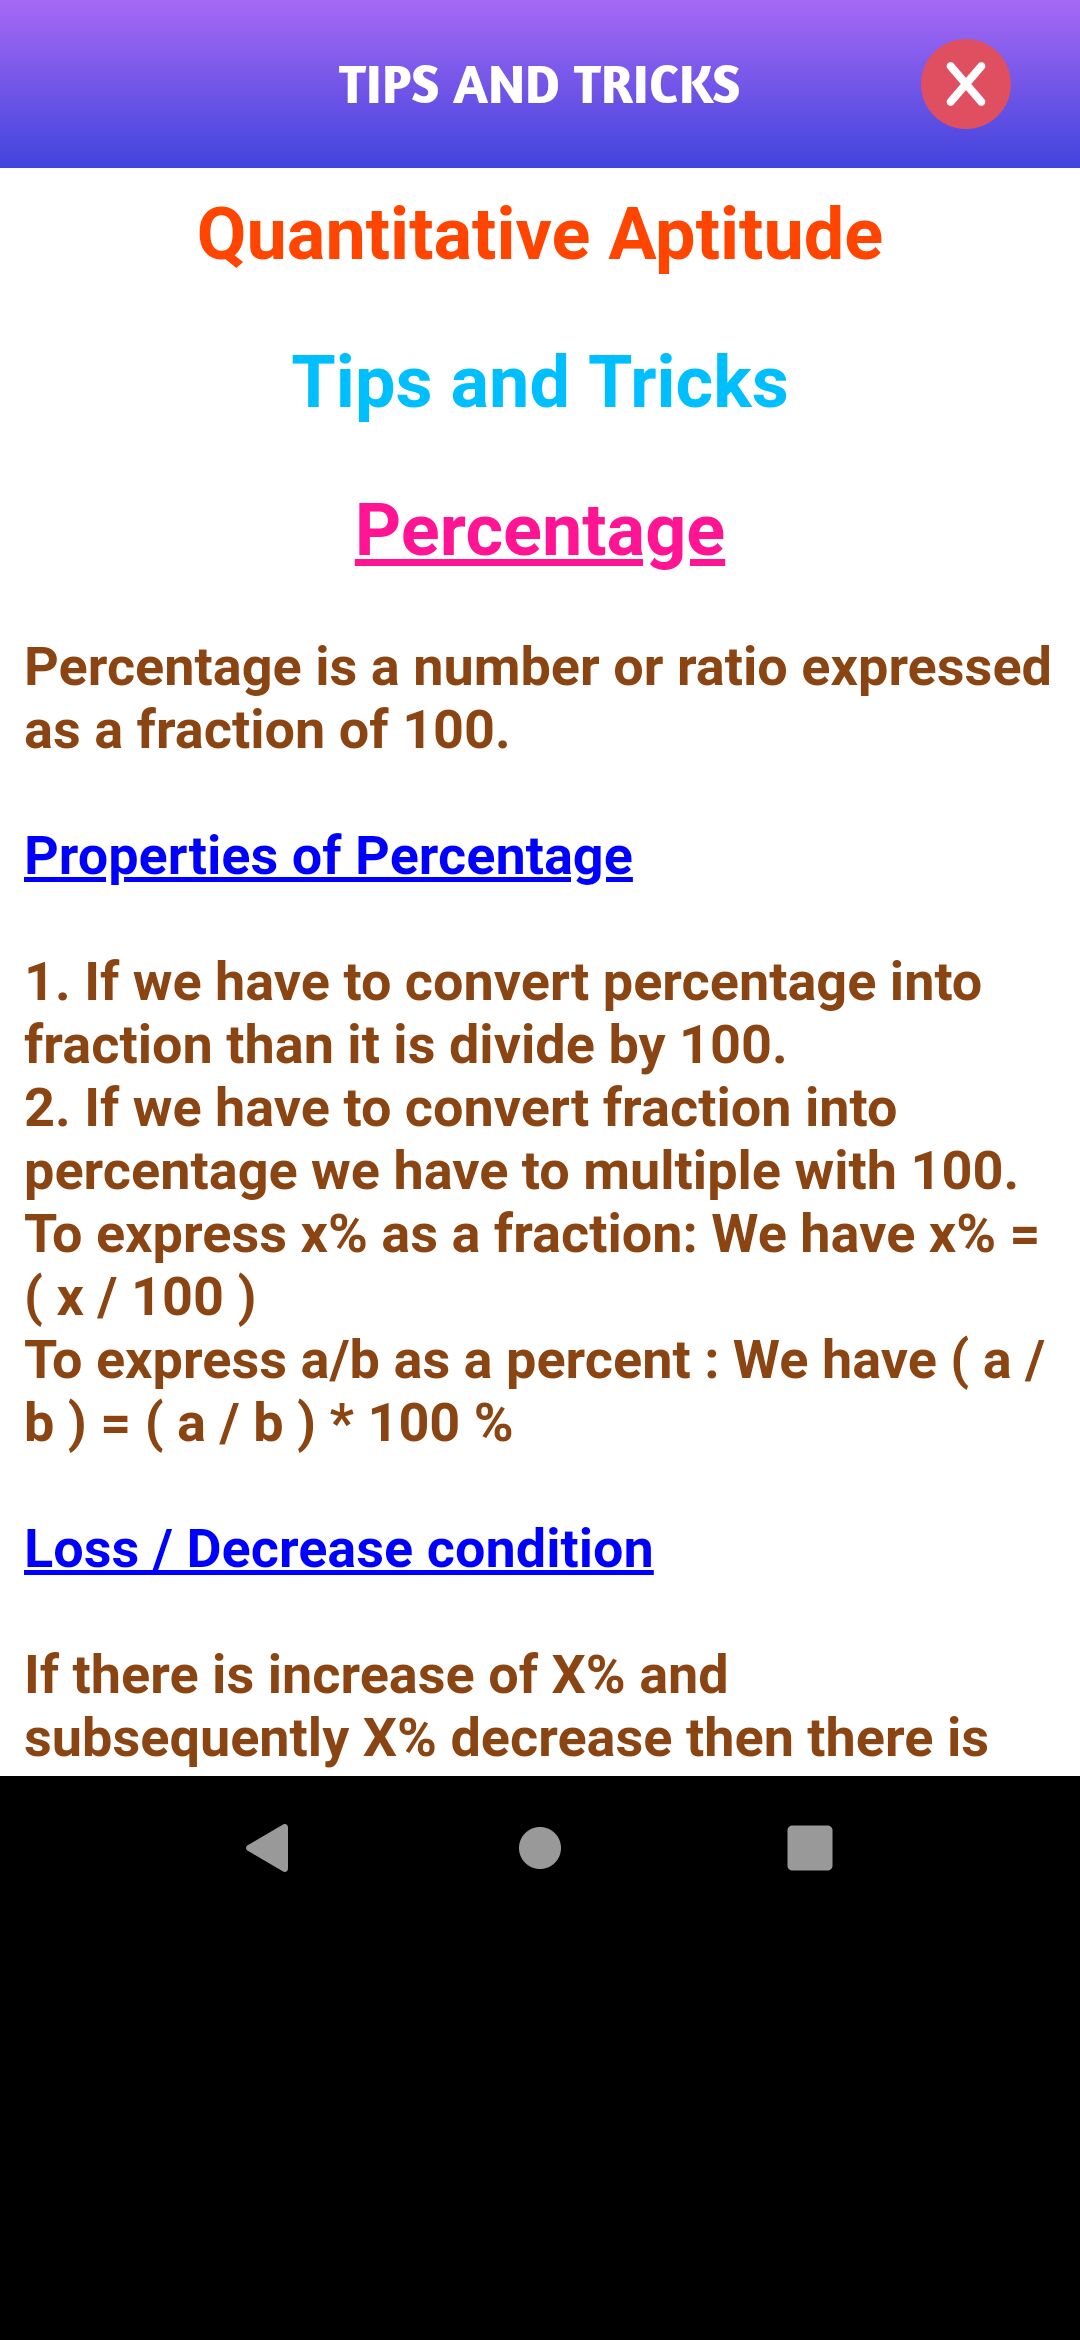 TIPS AND TRICKS
Quantitative Aptitude
Tips and Tricks
Percentage
Percentage is a number or ratio expressed
as a fraction of 100.
Properties of Percentage
1. If we have to convert percentage into
fraction than it is divide by 100.
2. If we have to convert fraction into
percentage we have to multiple with 100.
To express x% as a fraction: We have x% =
( x / 100 )
To express a/b as a percent : We have ( a /
b ) = ( a / b ) * 100 %
Loss / Decrease condition
If there is increase of X% and
subsequently X% decrease then there is